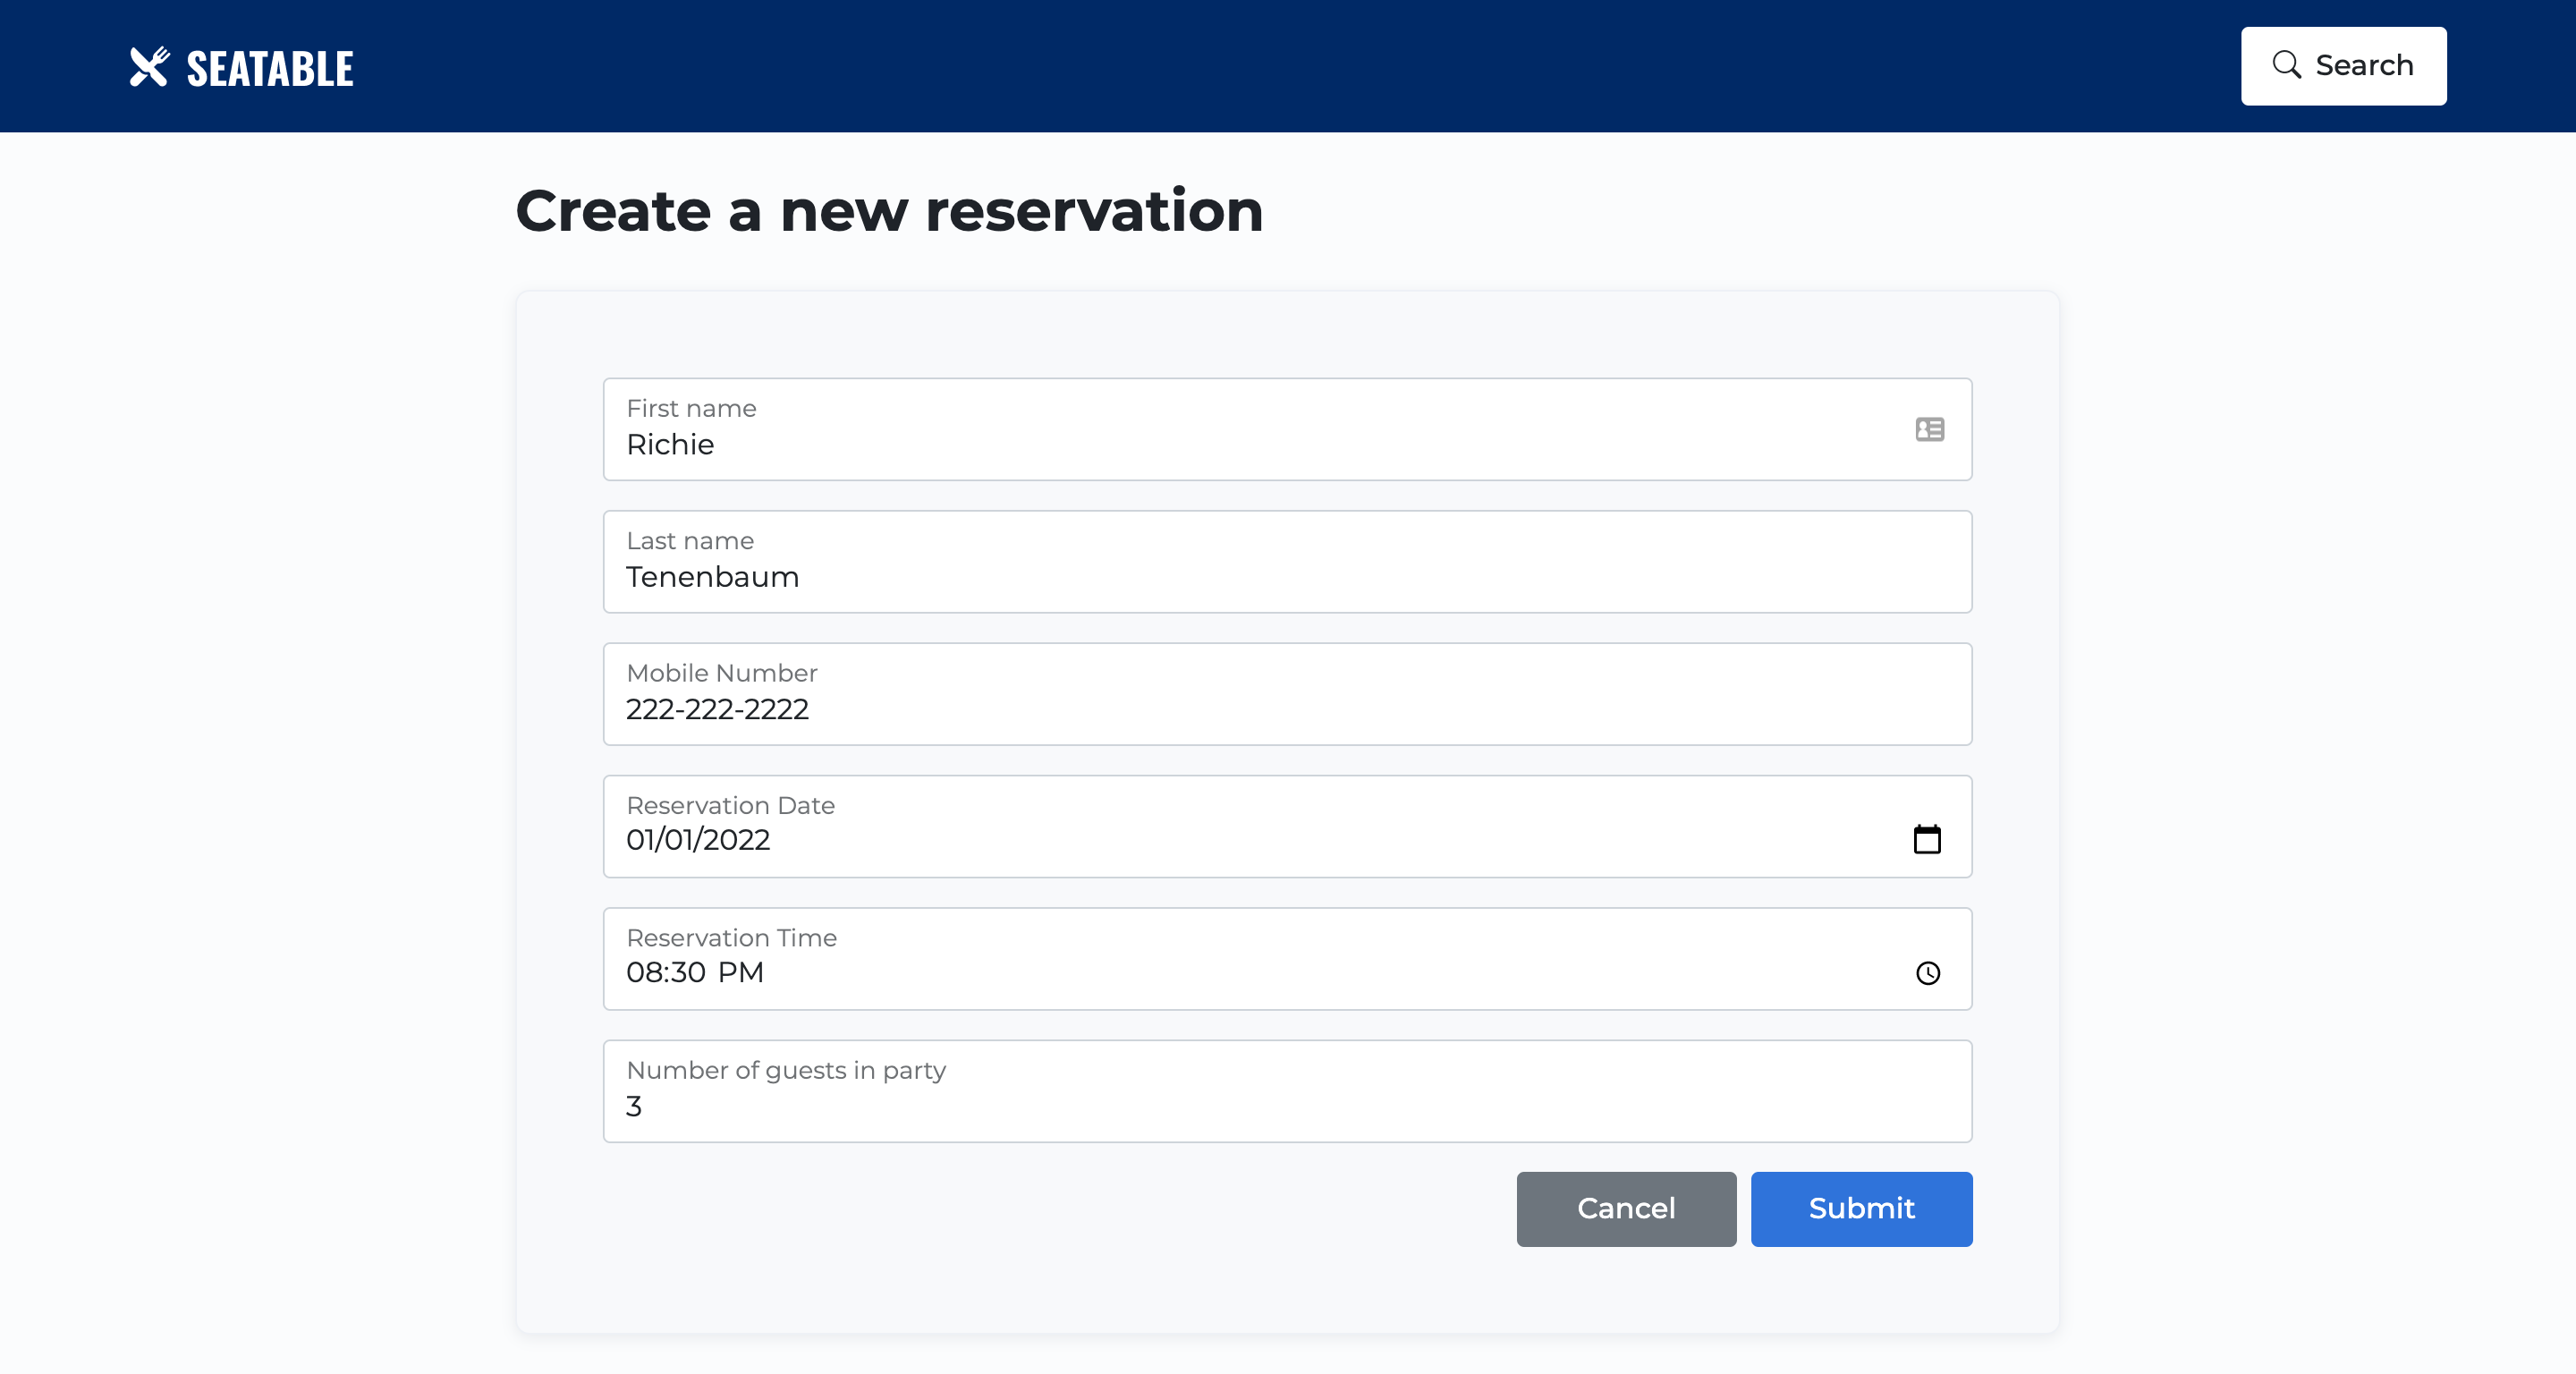 SEATABLE
Search
Create a new reservation
First name
Richie
Last name
Tenenbaum
Mobile Number
222-222-2222
Reservation Date
01/01/2022
Reservation Time
08:30 PM
Number of guests in party
3
Cancel
Submit